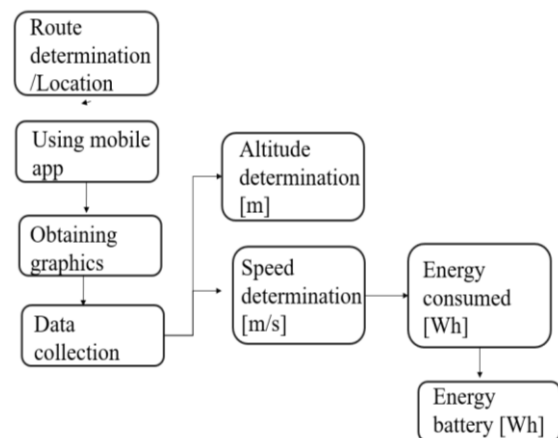 Route
determination
/Location
Using mobile
app
Obtaining
graphics
Data
collection
Altitude
determination
[m]
Speed
determination
[m/s]
Energy
consumed
[Wh]
Energy
battery [Wh]